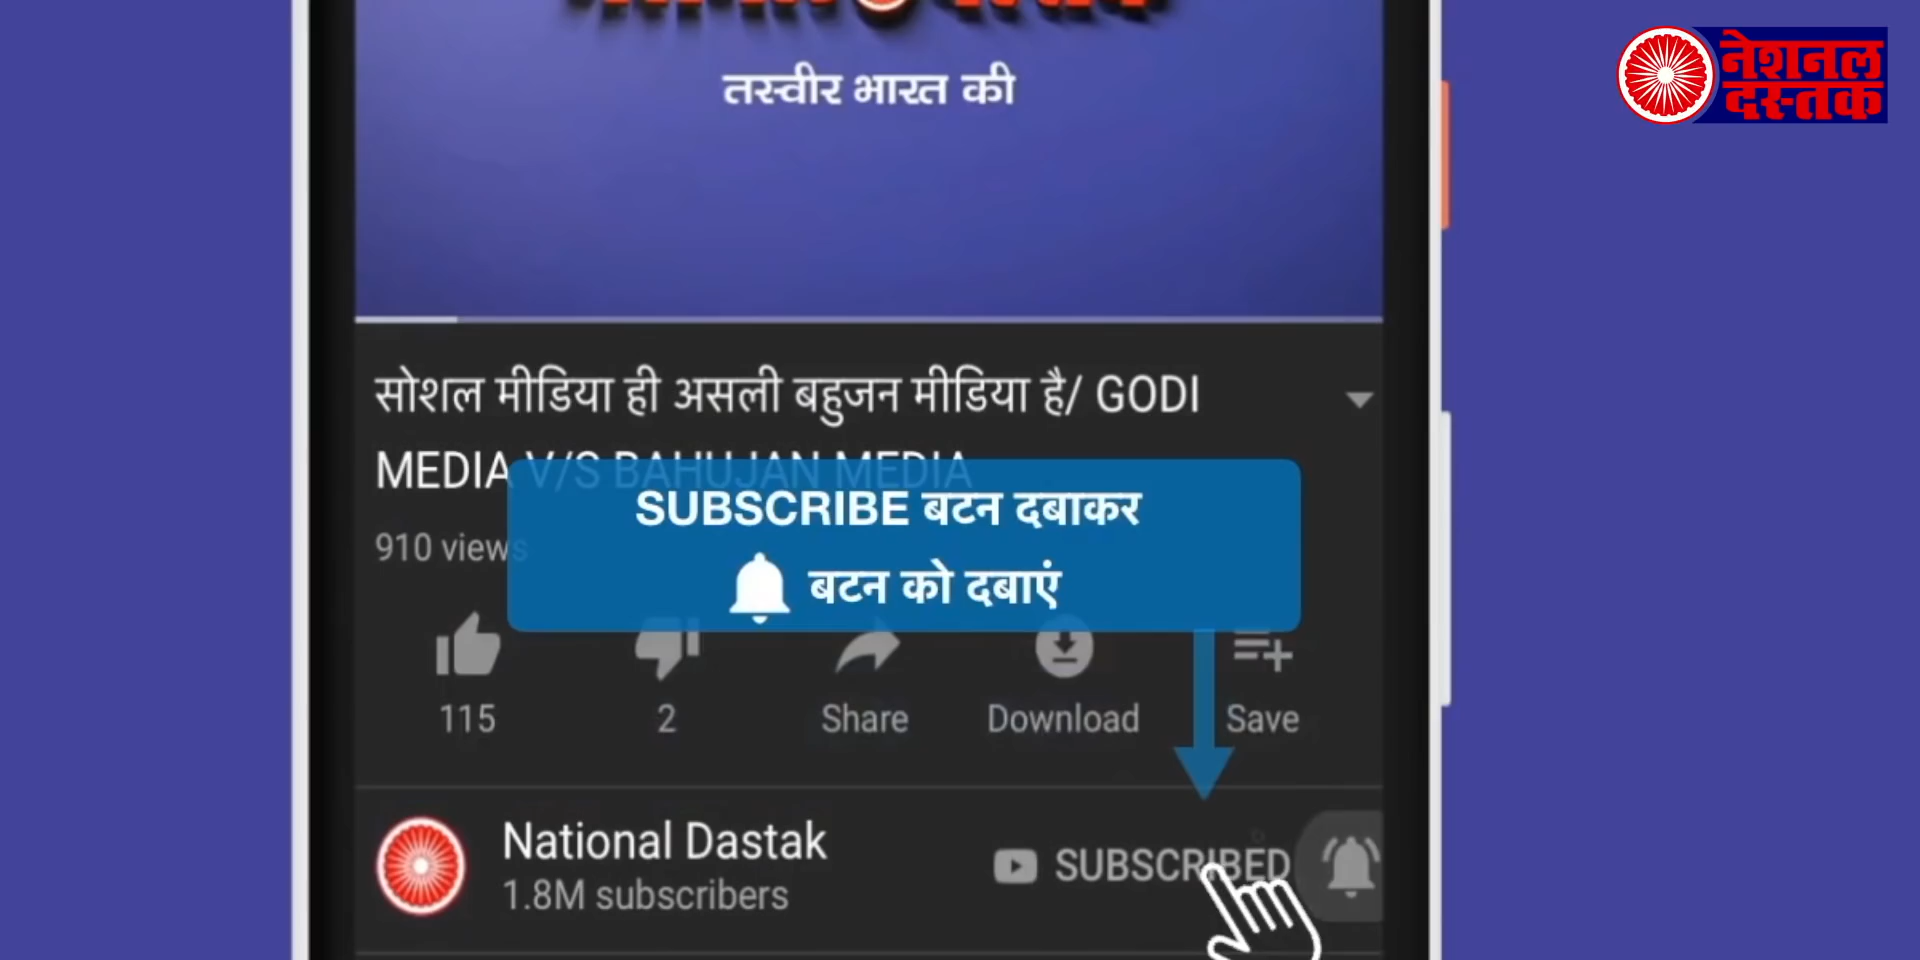 नेशनल
दस्तक
तस्वीर भारत की
सोशल मीडिया ही असली बहुजन मीडिया है/ GODI
MEDIA V/S BAHUJAN MEDIA
910 views
SUBSCRIBE बटन दबाकर
बटन को दबाएं
115 2 Share Download Save
National Dastak
1.8M subscribers
SUBSCRIBED